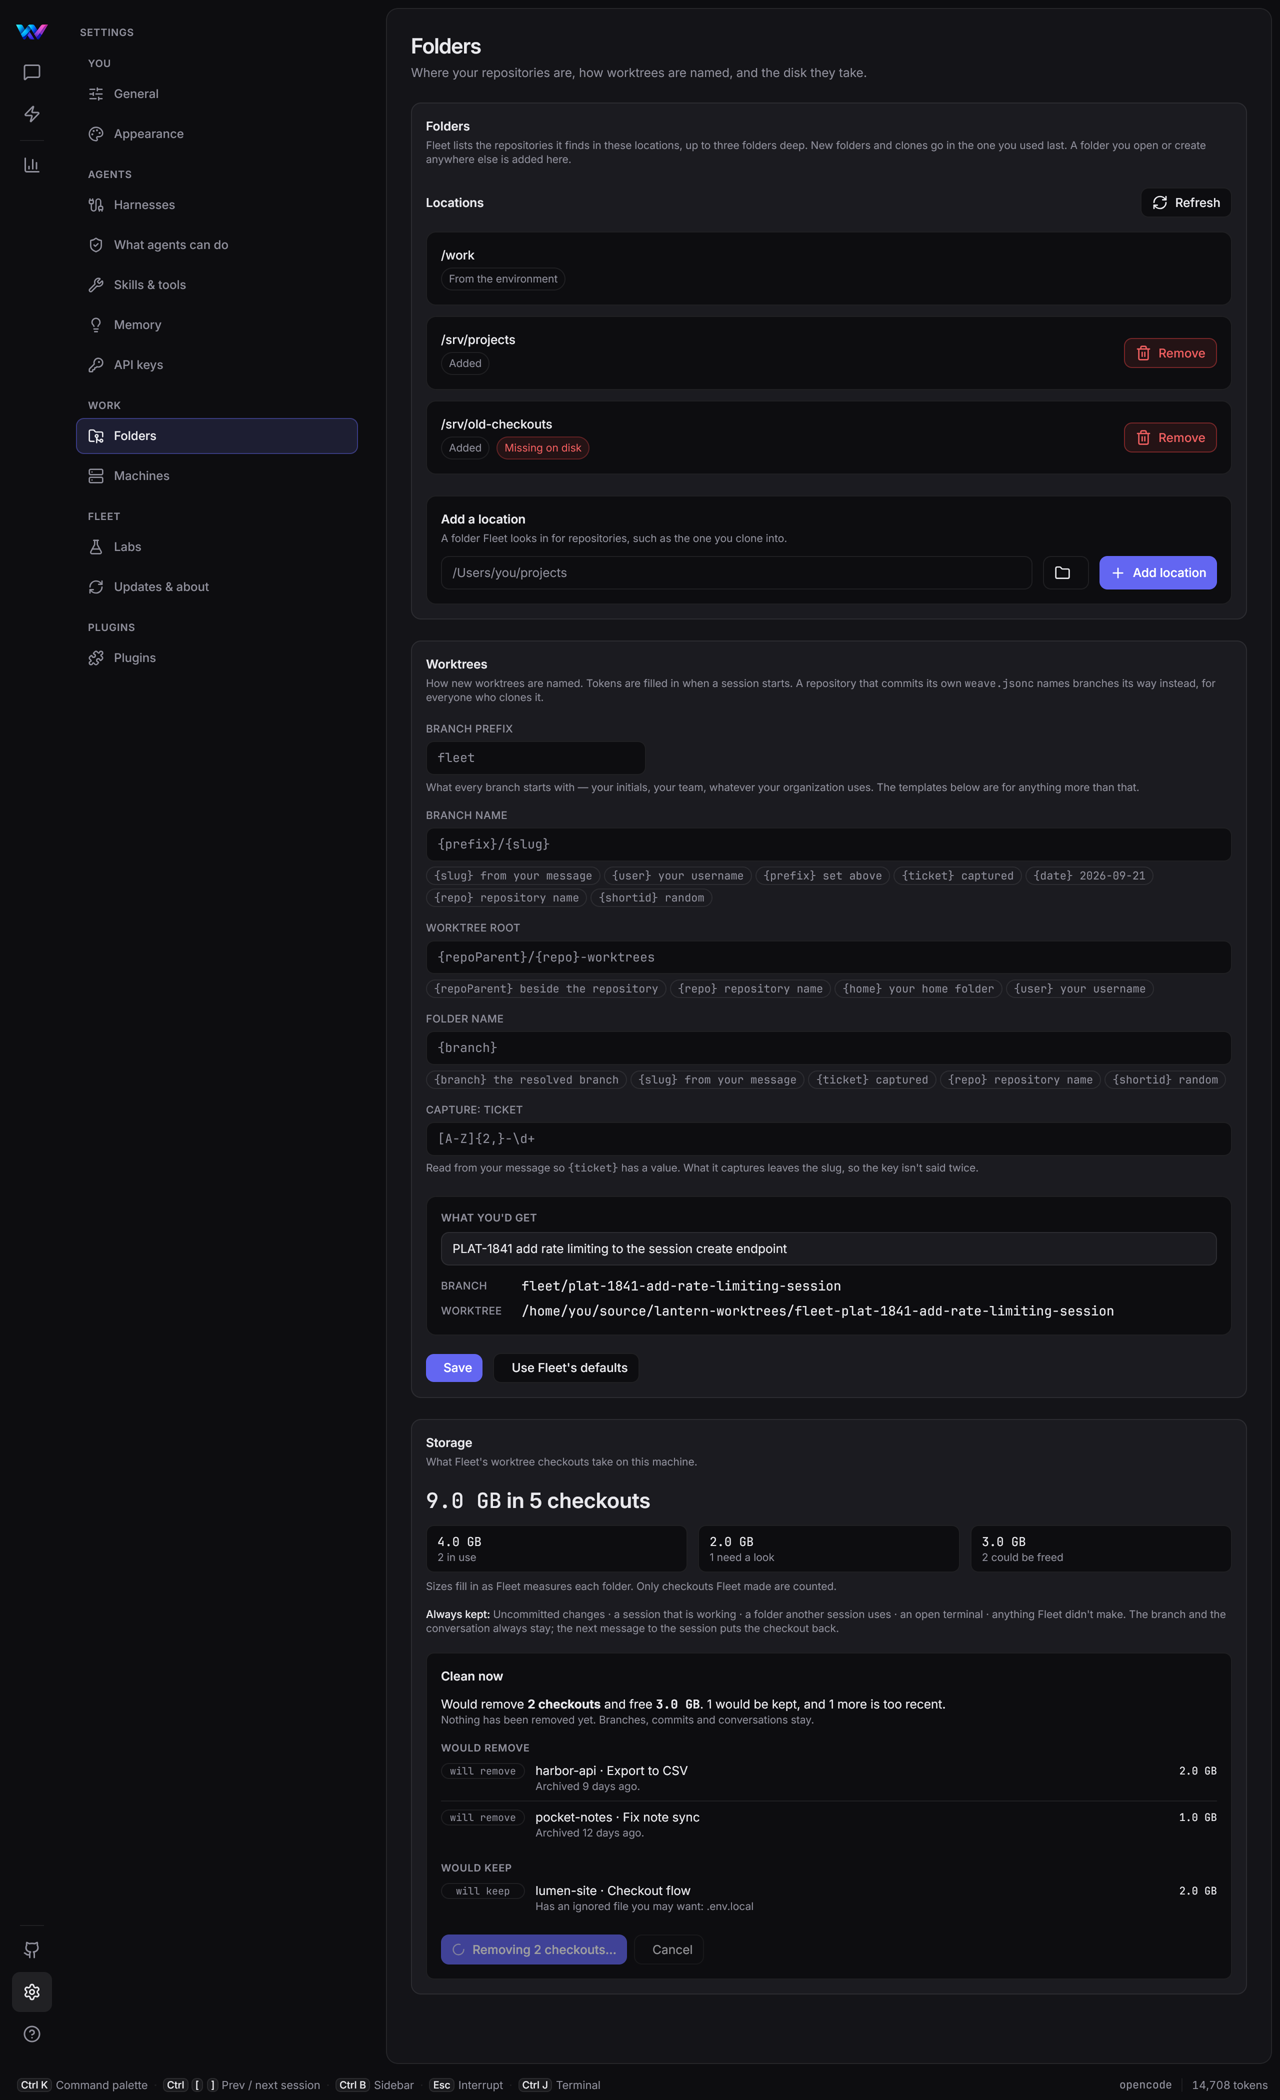 SETTINGS
YOU
General
Appearance
AGENTS
Harnesses
What agents can do
Skills & tools
Memory
API keys
WORK
Folders
Machines
FLEET
Labs
Updates & about
PLUGINS
Plugins
Folders
Where your repositories are, how worktrees are named, and the disk they take.
Folders
Fleet lists the repositories it finds in these locations, up to three folders deep. New folders and clones go in the one you used last. A folder you open or create
anywhere else is added here.
Locations
Refresh
/work
From the environment
/srv/projects
Added
Remove
/srv/old-checkouts
Added Missing on disk
Remove
Add a location
A folder Fleet looks in for repositories, such as the one you clone into.
/Users/you/projects
Add location
Worktrees
How new worktrees are named. Tokens are filled in when a session starts. A repository that commits its own weave.jsonc names branches its way instead, for
everyone who clones it.
BRANCH PREFIX
fleet
What every branch starts with — your initials, your team, whatever your organization uses. The templates below are for anything more than that.
BRANCH NAME
{prefix}/{slug}
{slug} from your message {user} your username {prefix} set above {ticket} captured {date} 2026-09-21
{repo} repository name {shortid} random
WORKTREE ROOT
{repoParent}/{repo}-worktrees
{repoParent} beside the repository {repo} repository name {home} your home folder {user} your username
FOLDER NAME
{branch}
{branch} the resolved branch {slug} from your message {ticket} captured {repo} repository name {shortid} random
CAPTURE: TICKET
[A-Z]{2,}-\d+
Read from your message so {ticket} has a value. What it captures leaves the slug, so the key isn't said twice.
WHAT YOU'D GET
PLAT-1841 add rate limiting to the session create endpoint
BRANCH fleet/plat-1841-add-rate-limiting-session
WORKTREE /home/you/source/lantern-worktrees/fleet-plat-1841-add-rate-limiting-session
Save Use Fleet's defaults
Storage
What Fleet's worktree checkouts take on this machine.
9.0 GB in 5 checkouts
4.0 GB
2 in use
2.0 GB
1 need a look
3.0 GB
2 could be freed
Sizes fill in as Fleet measures each folder. Only checkouts Fleet made are counted.
Always kept: Uncommitted changes · a session that is working · a folder another session uses · an open terminal · anything Fleet didn't make. The branch and the
conversation always stay; the next message to the session puts the checkout back.
Clean now
Would remove 2 checkouts and free 3.0 GB. 1 would be kept, and 1 more is too recent.
Nothing has been removed yet. Branches, commits and conversations stay.
WOULD REMOVE
will remove harbor-api · Export to CSV 2.0 GB
Archived 9 days ago.
will remove pocket-notes · Fix note sync 1.0 GB
Archived 12 days ago.
WOULD KEEP
will keep lumen-site · Checkout flow 2.0 GB
Has an ignored file you may want: .env.local
Removing 2 checkouts... Cancel
Ctrl K Command palette · Ctrl [ ] Prev / next session · Ctrl B Sidebar · Esc Interrupt · Ctrl J Terminal
opencode 14,708 tokens